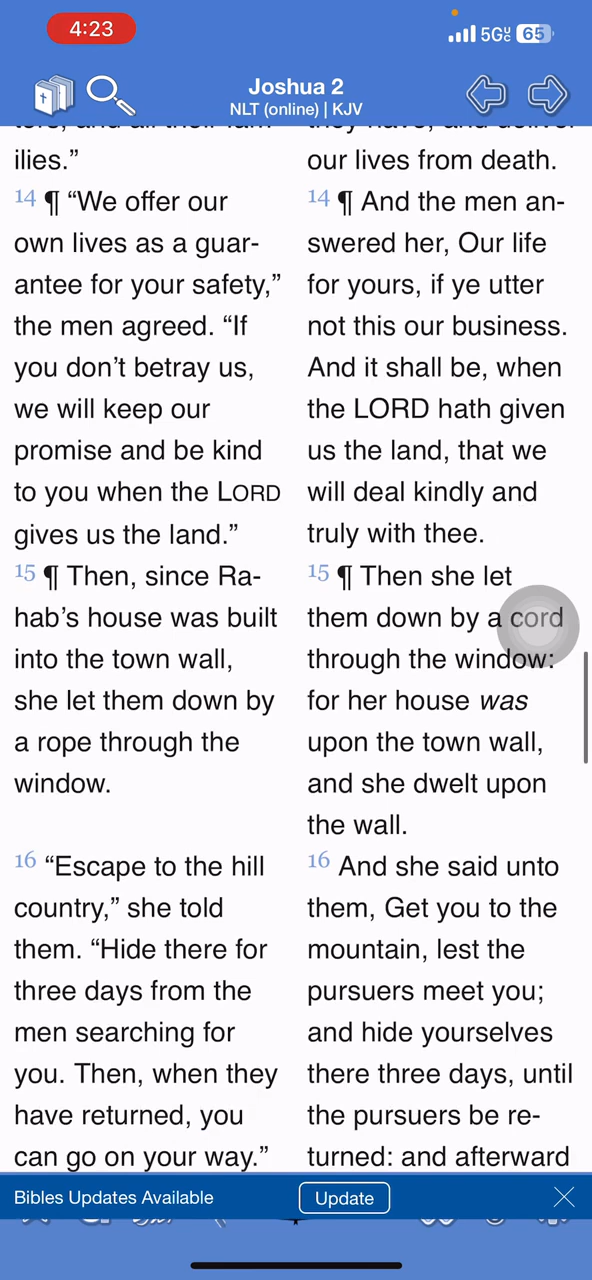 4:23
5G
65
Joshua 2
NLT (online) | KJV
ilies.”
14 ¶ “We offer our
own lives as a guar-
antee for your safety,”
the men agreed. “If
you don’t betray us,
we will keep our
promise and be kind
to you when the LORD
gives us the land.”
15 ¶ Then, since Ra-
hab’s house was built
into the town wall,
she let them down by
a rope through the
window.
16 “Escape to the hill
country,” she told
them. “Hide there for
three days from the
men searching for
you. Then, when they
have returned, you
can go on your way.”
our lives from death.
14 ¶ And the men an-
swered her, Our life
for yours, if ye utter
not this our business.
And it shall be, when
the LORD hath given
us the land, that we
will deal kindly and
truly with thee.
15 ¶ Then she let
them down by a cord
through the window:
for her house was
upon the town wall,
and she dwelt upon
the wall.
16 And she said unto
them, Get you to the
mountain, lest the
pursuers meet you;
and hide yourselves
there three days, until
the pursuers be re-
turned: and afterward
Bibles Updates Available
Update